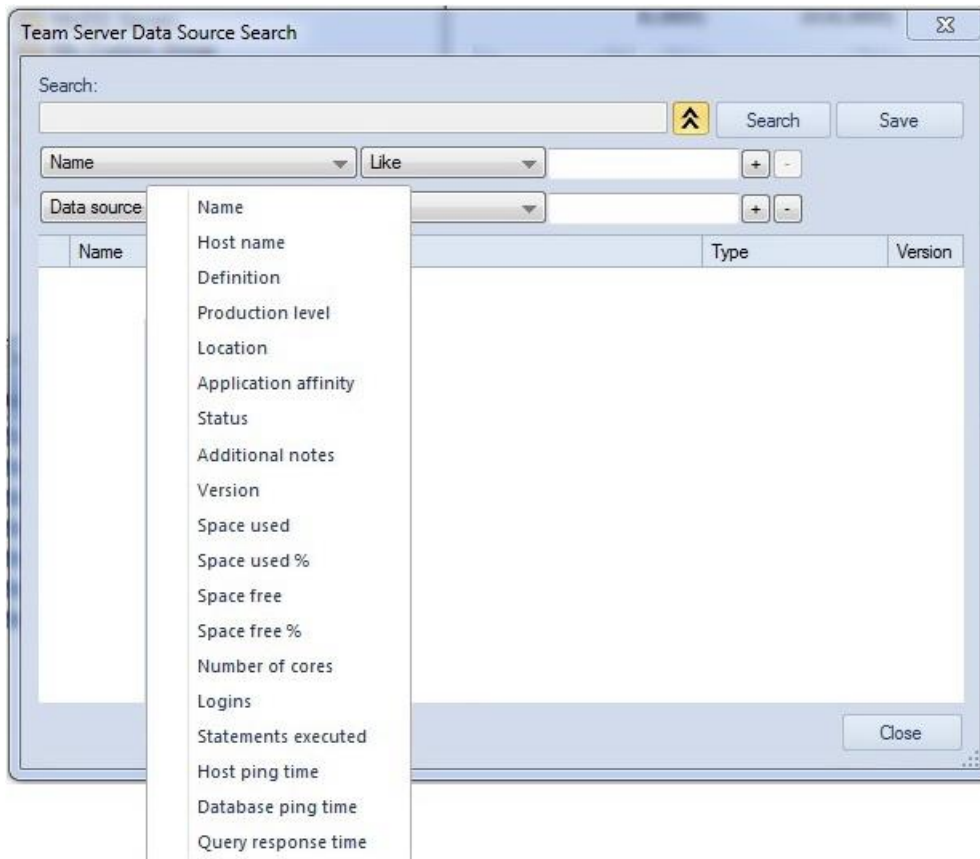 Team Server Data Source Search
Search:
Search Save
Name Like + -
Data source + -
Name Type Version
Name
Host name
Definition
Production level
Location
Application affinity
Status
Additional notes
Version
Space used
Space used %
Space free
Space free %
Number of cores
Logins
Statements executed
Host ping time
Database ping time
Query response time
Close